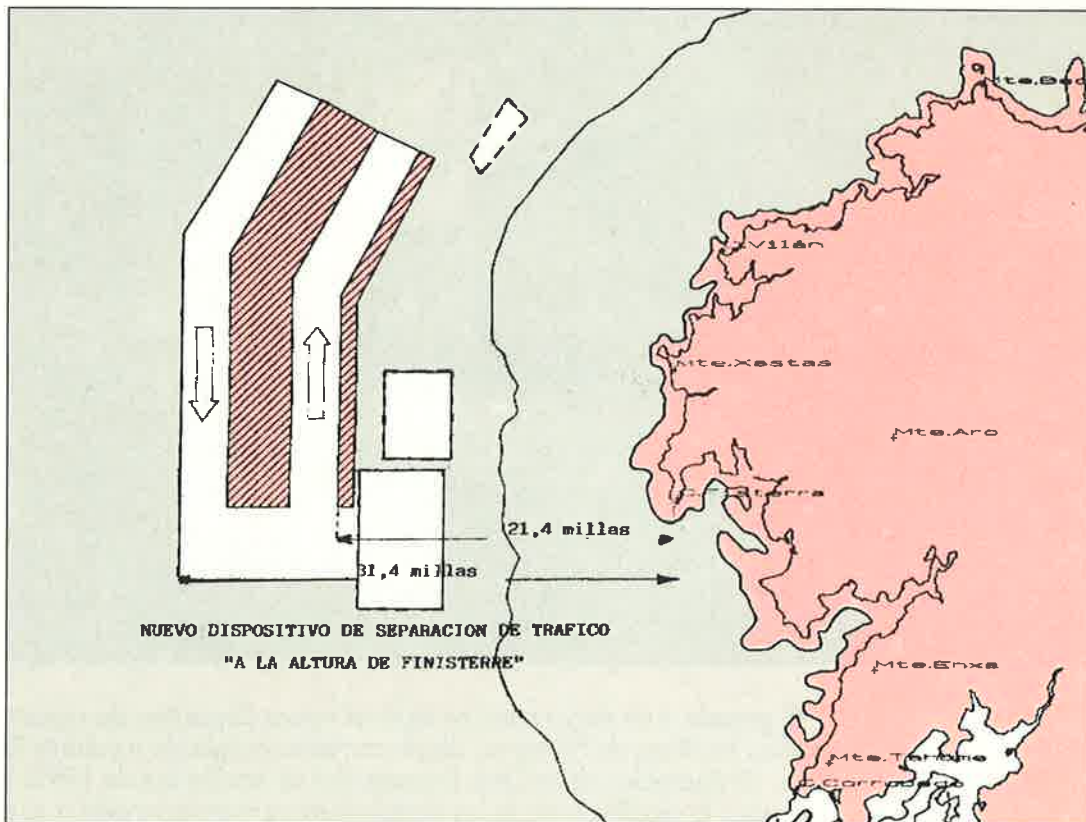 C.Vilán
Mte.Xastas
Mte.Aro
21,4 millas
31,4 millas
NUEVO DISPOSITIVO DE SEPARACION DE TRAFICO
"A LA ALTURA DE FINISTERRE"
Mte.Enxa